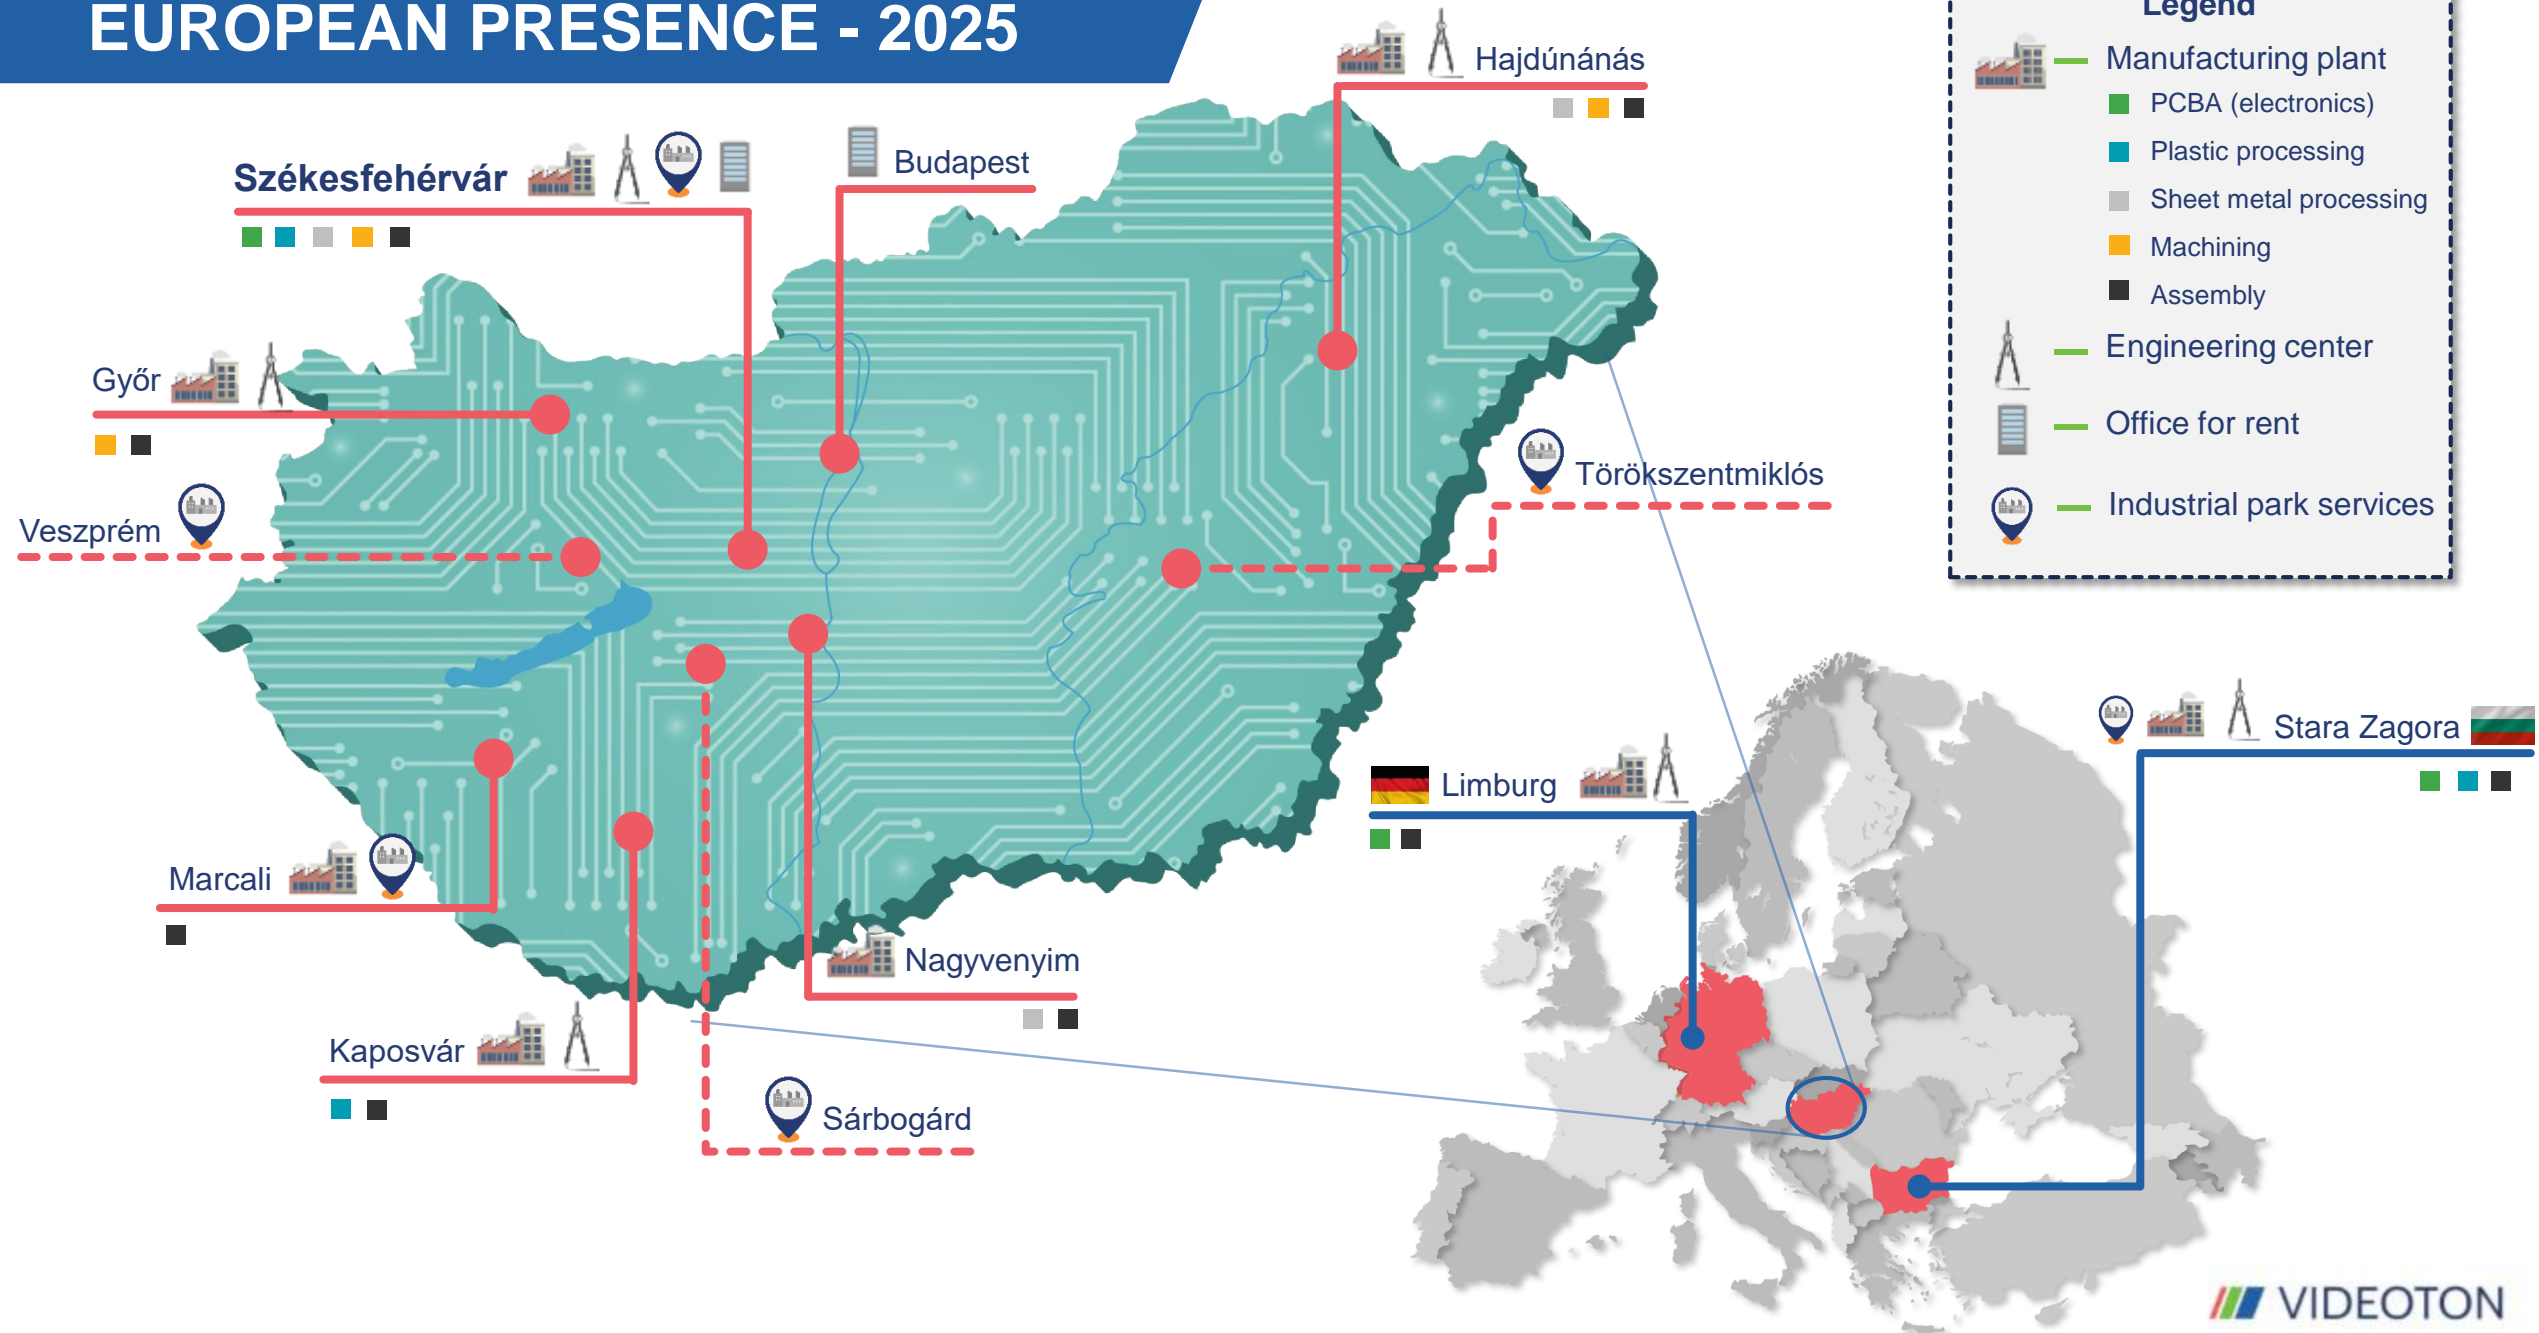 EUROPEAN PRESENCE - 2025
Legend
Manufacturing plant
PCBA (electronics)
Plastic processing
Sheet metal processing
Machining
Assembly
Engineering center
Office for rent
Industrial park services
Hajdúnánás
Budapest
Székesfehérvár
Győr
Veszprém
Törökszentmiklós
Marcali
Nagyvenyim
Kaposvár
Sárbogárd
Limburg
Stara Zagora
VIDEOTON